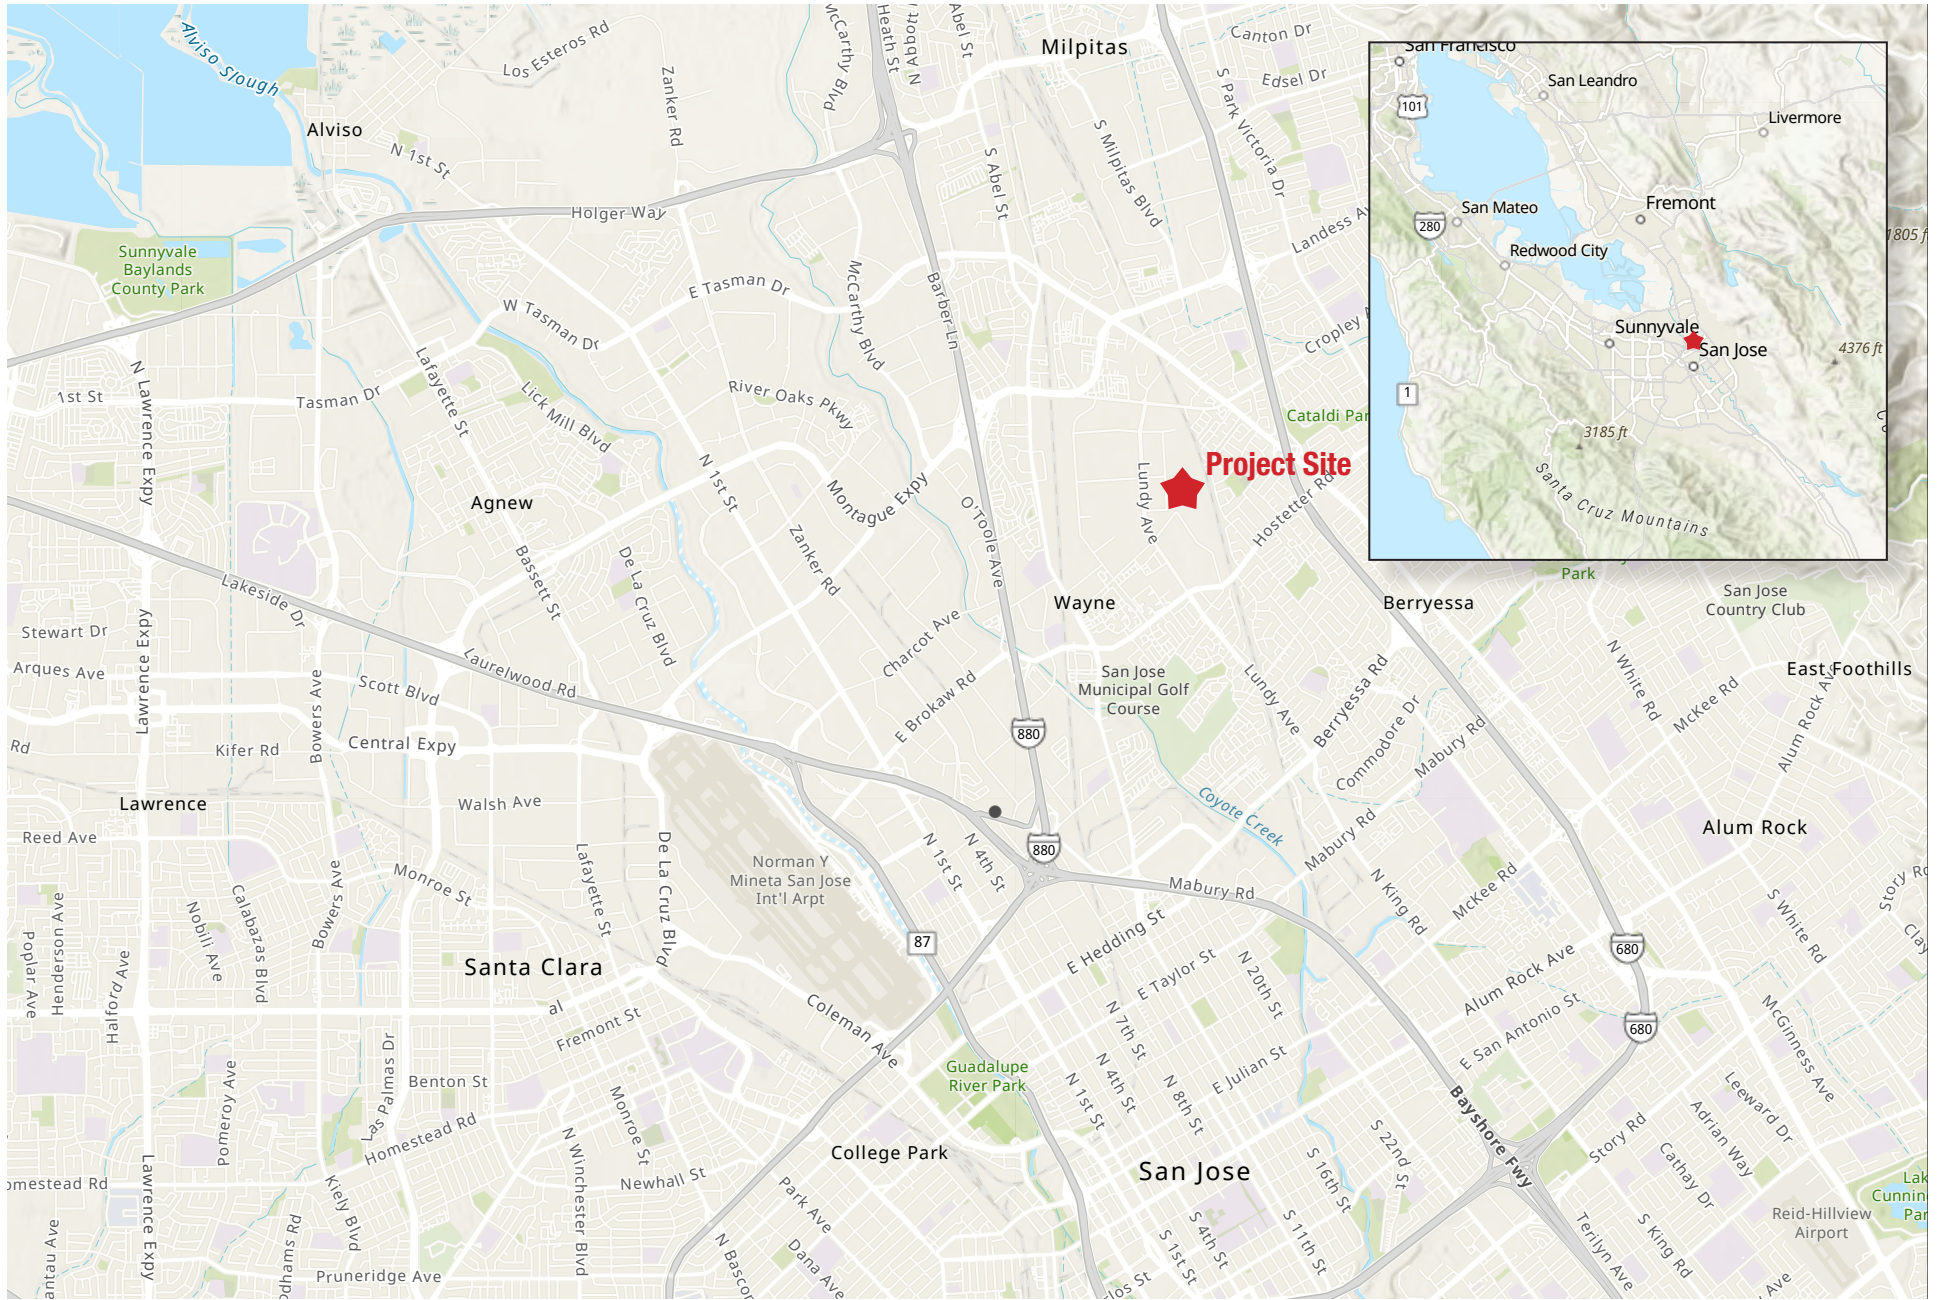 Alviso Slough
Los Esteros Rd
Zanker Rd
McCarthy Blvd
Heath St
N Abbott
Abel St
Milpitas
Canton Dr
Edsel Dr
S Park Victoria Dr
S Milpitas Blvd
S Abel St
Alviso
N 1st St
Holger Way
Landess
Sunnyvale
Baylands
County Park
W Tasman Dr
E Tasman Dr
McCarthy Blvd
Barber Ln
Cropley
San Francisco
101
San Leandro
Livermore
280
San Mateo
Fremont
Redwood City
Sunnyvale
San Jose
1
3185 ft
4376 ft
Santa Cruz Mountains
1805 ft
N Lawrence Expy
1st St
Tasman Dr
Lafayette St
Lick Mill Blvd
River Oaks Pkwy
Cataldi Par
Project Site
Lundy Ave
Hostetter Rd
Agnew
N 1st St
Montague Expy
O'Toole Ave
Zanker Rd
Bassett St
De La Cruz Blvd
Lakeside Dr
Wayne
Berryessa
Park
San Jose
Country Club
Stewart Dr
Arques Ave
Lawrence Expy
Laurelwood Rd
Scott Blvd
Bowers Ave
Charcot Ave
E Brokaw Rd
San Jose
Municipal Golf
Course
Lundy Ave
Berryessa Rd
Commodore Dr
Mabury Rd
N White Rd
McKee Rd
East Foothills
Alum Rock Av
Rd
Kifer Rd
Central Expy
880
Lawrence
Walsh Ave
Coyote Creek
Reed Ave
880
Mabury Rd
Alum Rock
Monroe St
Lafayette St
De La Cruz Blvd
Norman Y
Mineta San Jose
Int'l Arpt
N 1st St
N 4th St
Mabury Rd
N King Rd
McKee Rd
Story Rd
S White Rd
Clay
Poplar Ave
Henderson Ave
Halford Ave
Nobili Ave
Calabazas Blvd
Bowers Ave
Santa Clara
87
E Hedding St
E Taylor St
N 20th St
680
Alum Rock Ave
al
Fremont St
Coleman Ave
N 7th St
E San Antonio St
680
McGinness Ave
Las Palmas Dr
Pomeroy Ave
Benton St
Guadalupe
River Park
N 4th St
N 1st St
N 8th St
E Julian St
Bayshore Fwy
Leeward Dr
Adrian Way
Story Rd
Cathay Dr
Homestead Rd
Monroe St
N Winchester Blvd
College Park
San Jose
S 22nd St
S 16th St
omestead Rd
Lawrence Expy
Kiely Blvd
Newhall St
Park Ave
Lak
Cunnin
Par
Reid-Hillview
Airport
antau Ave
odhams Rd
Pruneridge Ave
N Bascor
Dana Ave
los St
S 1st St
S 4th St
S 11th St
Terilyn Ave
S King Rd
Ave